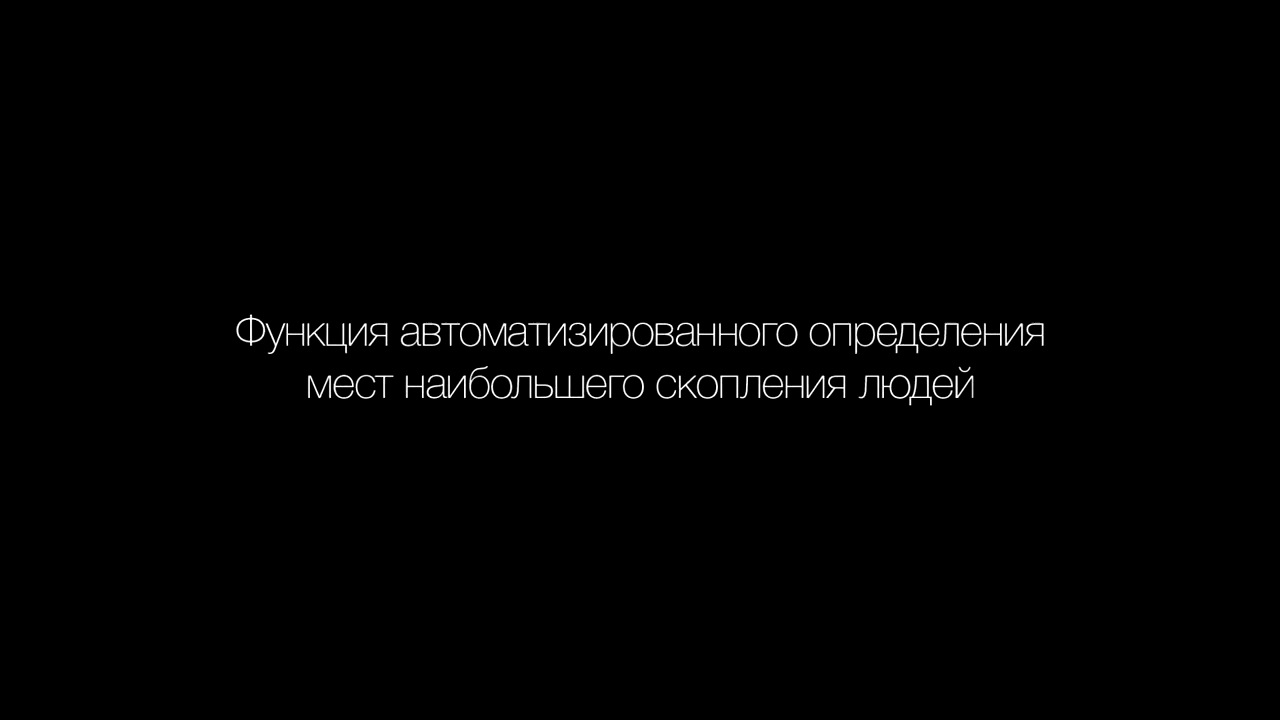 Функция автоматизированного определения
мест наибольшего скопления людей